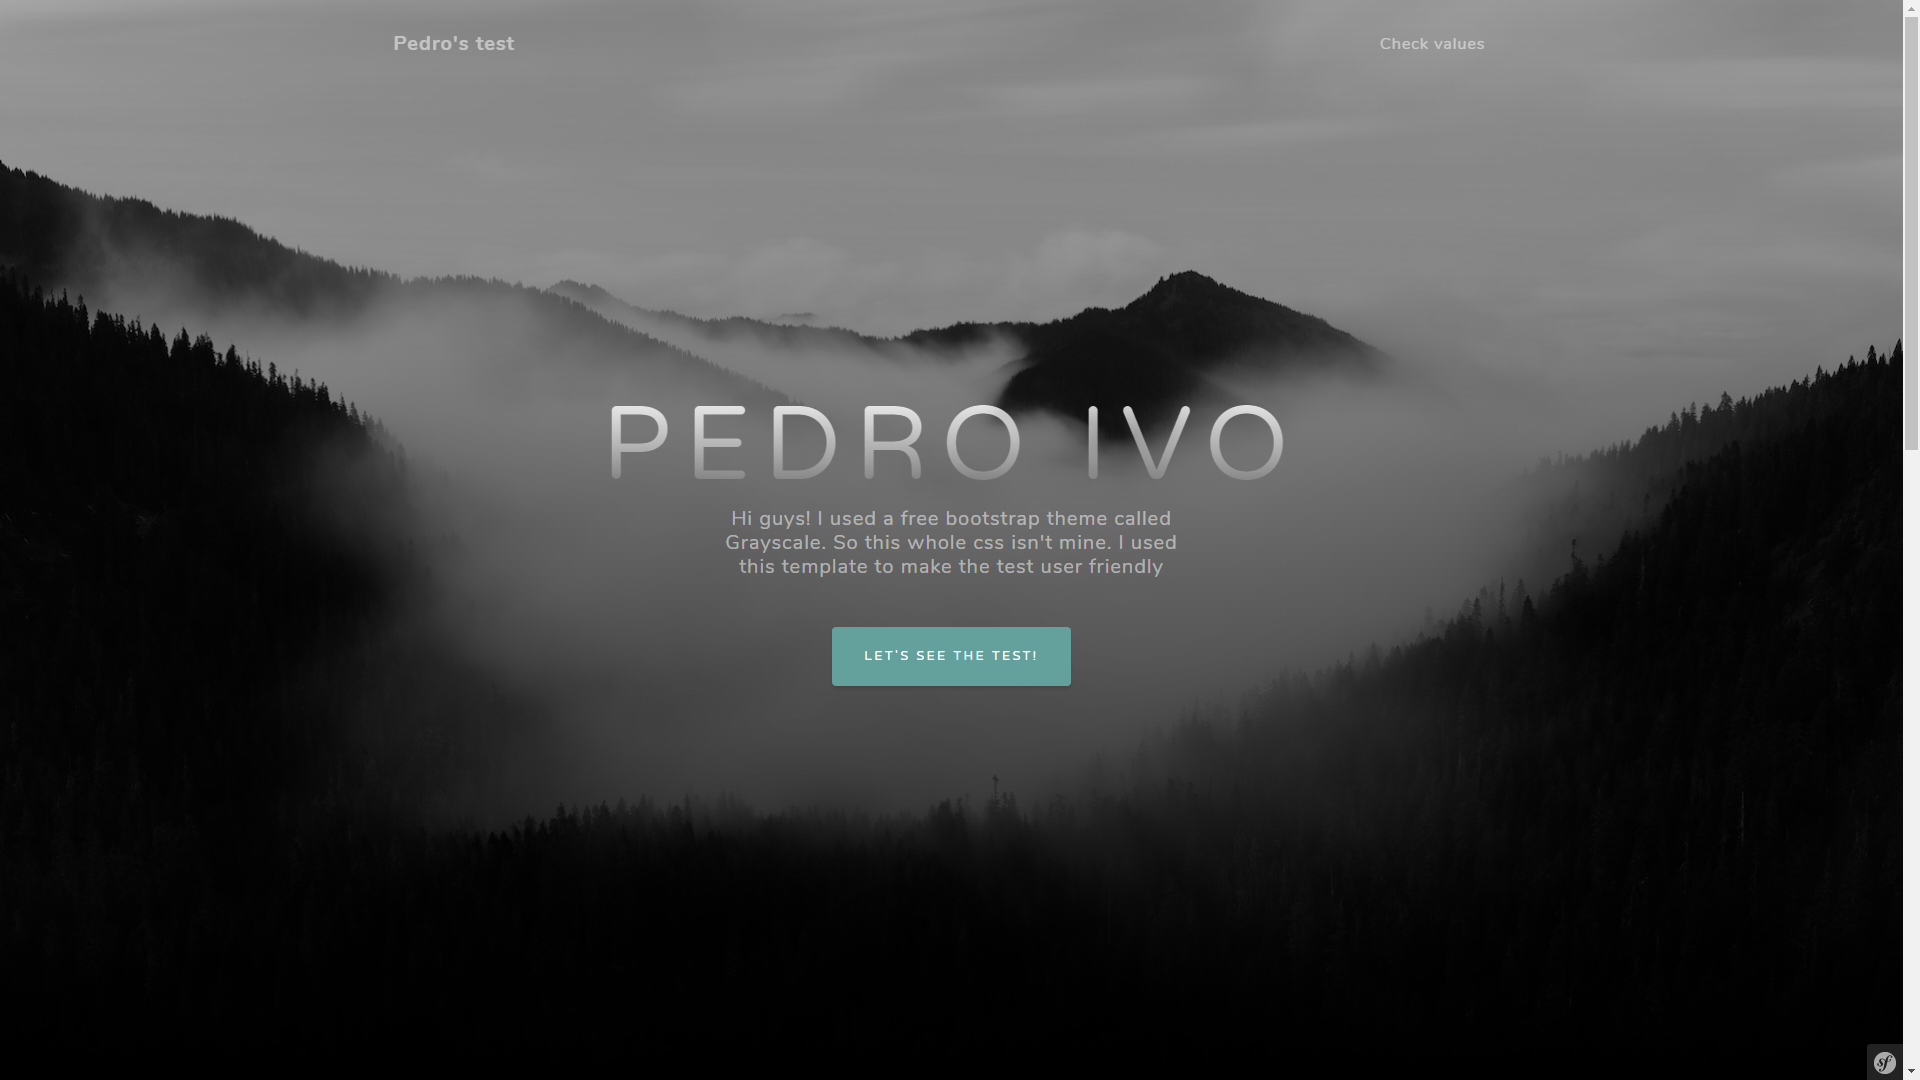 Pedro's test
Check values
PEDRO IVO
Hi guys! I used a free bootstrap theme called
Grayscale. So this whole css isn't mine. I used
this template to make the test user friendly
LET'S SEE THE TEST!
sf